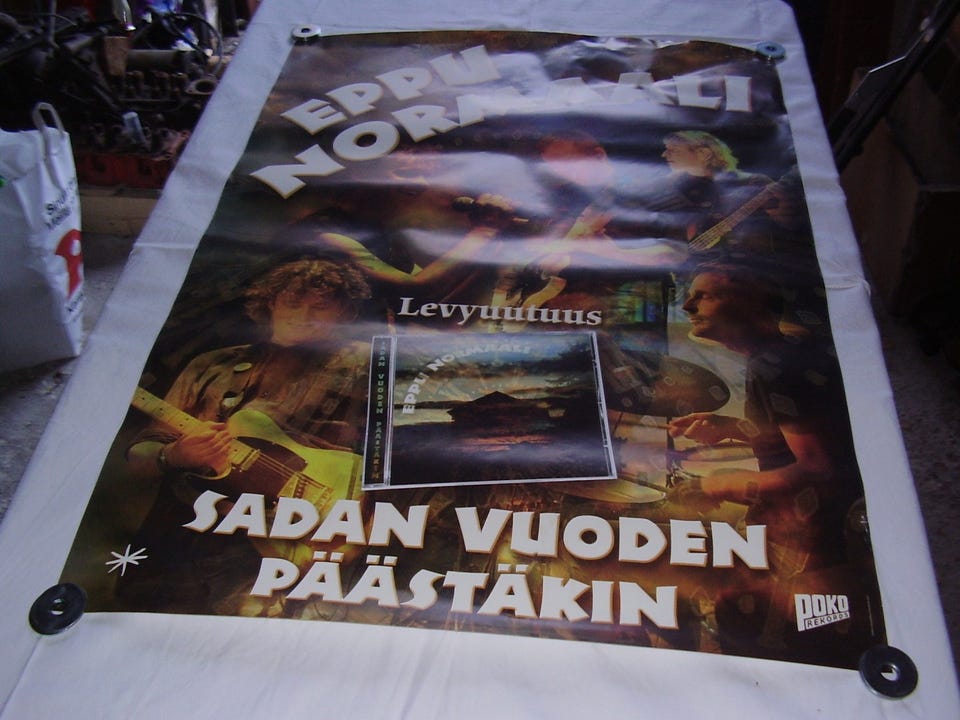 EPPU
NORMAALI
Levyuutuus
EPPU NORMAALI
SADAN VUODEN PÄÄSTÄKIN
SADAN VUODEN
PÄÄSTÄKIN
POKO
REKORDS